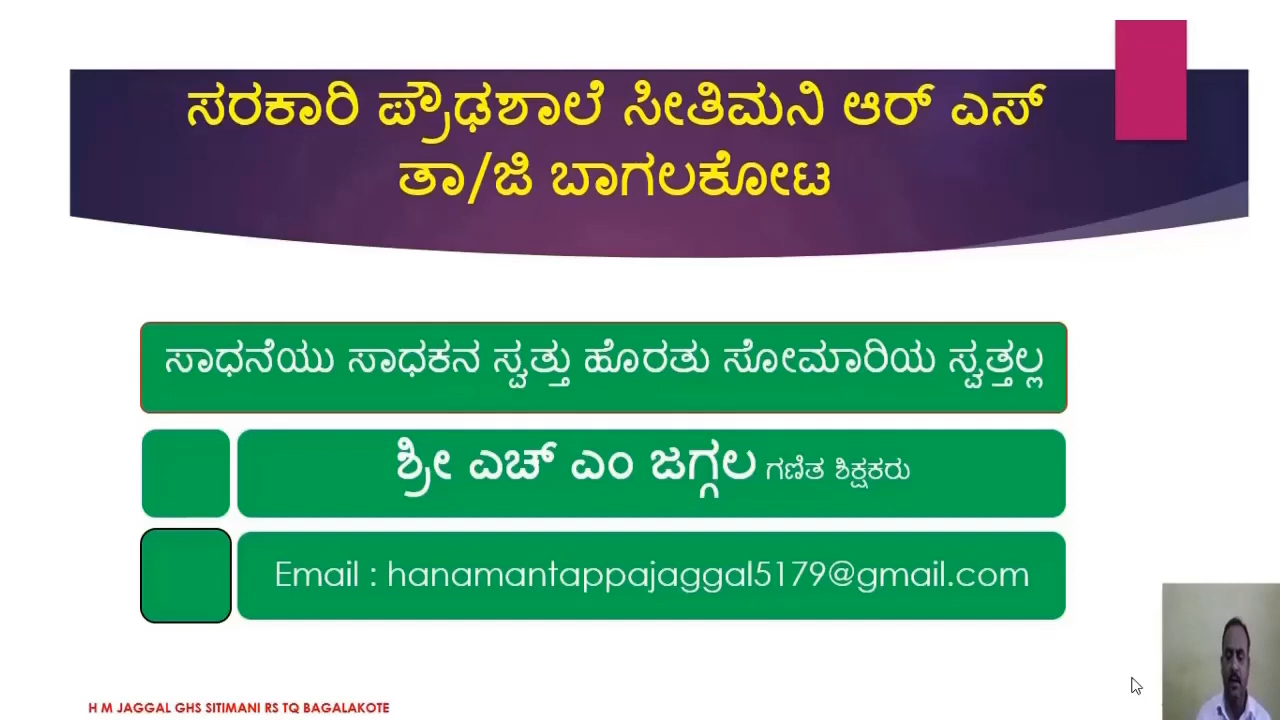 ಸರಕಾರಿ ಪ್ರೌಢಶಾಲೆ ಸೀತಿಮನಿ ಆರ್ ಎಸ್
ತಾ/ಜಿ ಬಾಗಲಕೋಟ
ಸಾಧನೆಯು ಸಾಧಕನ ಸ್ವತ್ತು ಹೊರತು ಸೋಮಾರಿಯ ಸ್ವತ್ತಲ್ಲ
ಶ್ರೀ ಎಚ್ ಎಂ ಜಗ್ಗಲ ಗಣಿತ ಶಿಕ್ಷಕರು
Email : hanamantappajaggal5179@gmail.com
H M JAGGAL GHS SITIMANI RS TQ BAGALAKOTE